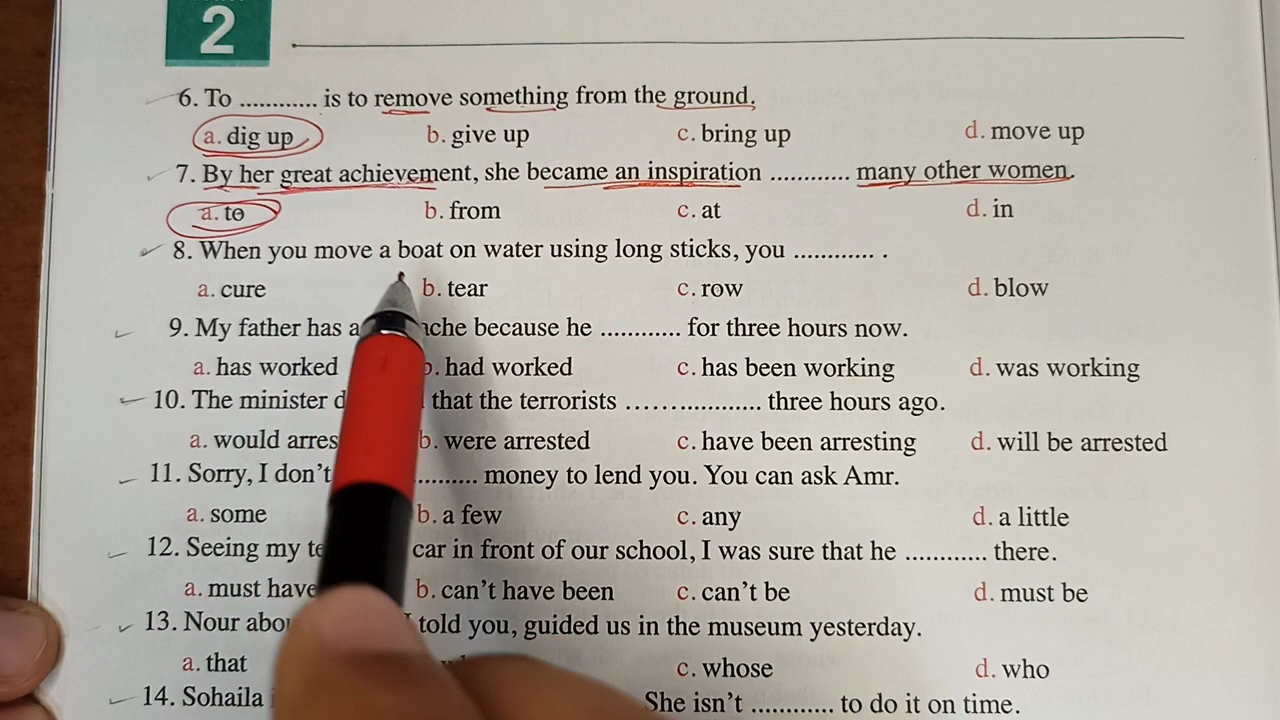 2
6. To ............ is to remove something from the ground.
a. dig up b. give up c. bring up d. move up
7. By her great achievement, she became an inspiration ............ many other women.
a. to b. from c. at d. in
8. When you move a boat on water using long sticks, you ............ .
a. cure b. tear c. row d. blow
9. My father has a because he ............ for three hours now.
a. has worked b. had worked c. has been working d. was working
10. The minister that the terrorists .................. three hours ago.
a. would b. were arrested c. have been arresting d. will be arrested
11. Sorry, I don't .......... money to lend you. You can ask Amr.
a. some b. a few c. any d. a little
12. Seeing my car in front of our school, I was sure that he ............ there.
a. must have b. can't have been c. can't be d. must be
13. Nour told you, guided us in the museum yesterday.
a. that c. whose d. who
14. Sohaila She isn't ............ to do it on time.